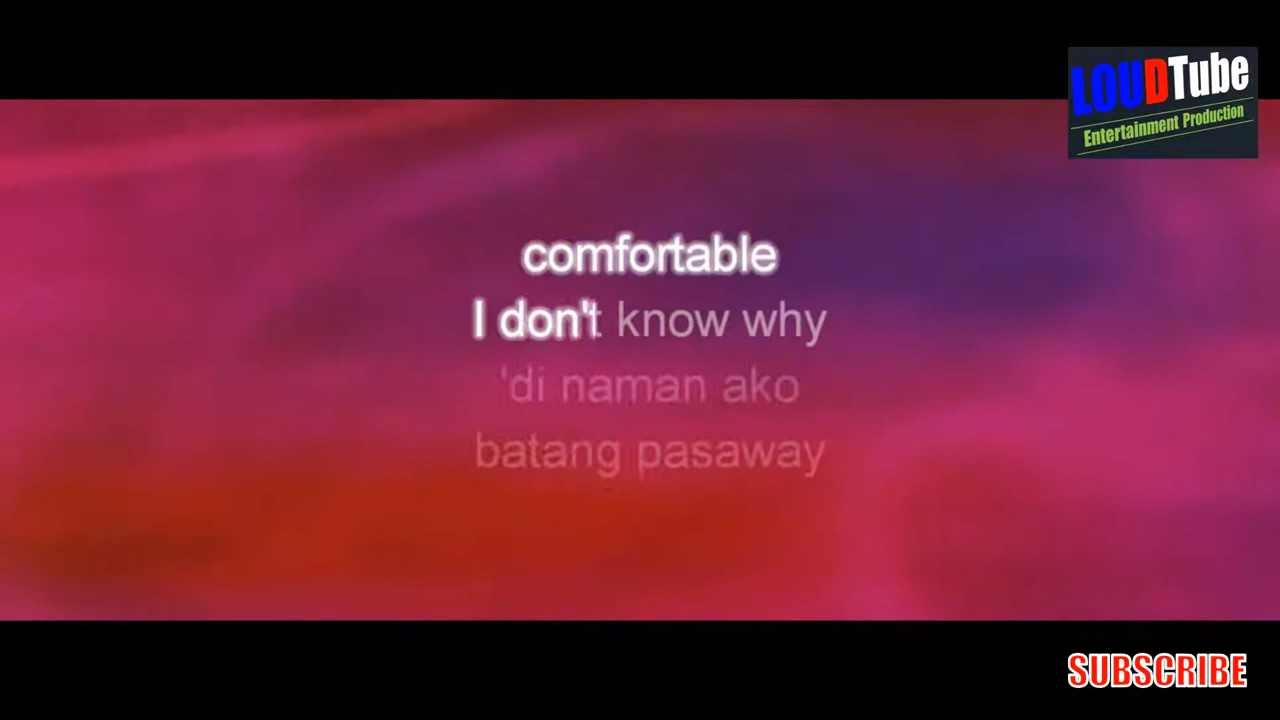 LOUDTube
Entertainment Production
comfortable
I don't know why
'di naman ako
batang pasaway
SUBSCRIBE